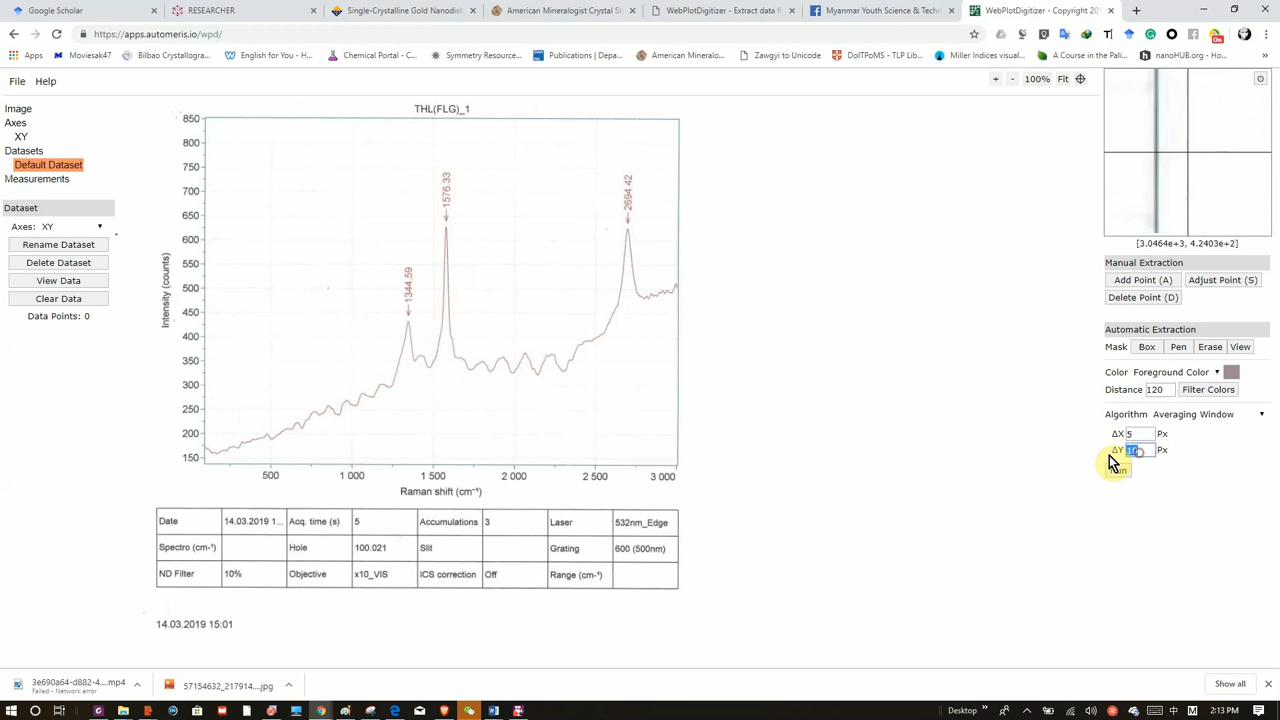 Google Scholar
RESEARCHER
Single-Crystalline Gold Nanodisk
American Mineralogist Crystal St
WebPlotDigitizer - Extract data f
Myanmar Youth Science & Techn
WebPlotDigitizer - Copyright 201
https://apps.automeris.io/wpd/
Apps Moviesak47 Bilbao Crystallogra... English for You - W... Chemical Portal - C... Symmetry Resource... Publications | Depa... American Mineralo... Zawgyi to Unicode DoITPoMS - TLP Lib... Miller Indices visual... A Course in the Pali... nanoHUB.org - Re...
File Help
+ - 100% Fit
Image
Axes
XY
Datasets
Default Dataset
Measurements
Dataset
Axes: XY
Rename Dataset
Delete Dataset
View Data
Clear Data
Data Points: 0
THL(FLG)_1
850
800
750
700
650
600
550
500
450
400
350
300
250
200
150
Intensity (counts)
1344.59
1576.33
2694.42
500 1 000 1 500 2 000 2 500 3 000
Raman shift (cm⁻¹)
Date 14.03.2019 1... Acq. time (s) 5 Accumulations 3 Laser 532nm_Edge
Spectro (cm⁻¹) Hole 100.021 Slit Grating 600 (500nm)
ND Filter 10% Objective x10_VIS ICS correction Off Range (cm⁻¹)
14.03.2019 15:01
[3.0464e+3, 4.2403e+2]
Manual Extraction
Add Point (A) Adjust Point (S)
Delete Point (D)
Automatic Extraction
Mask Box Pen Erase View
Color Foreground Color
Distance 120 Filter Colors
Algorithm Averaging Window
ΔX 5 Px
ΔY 10 Px
3e690a64-d882-4....mp4
Failed - Network error
57154632_217914....jpg
Show all
Desktop
2:13 PM